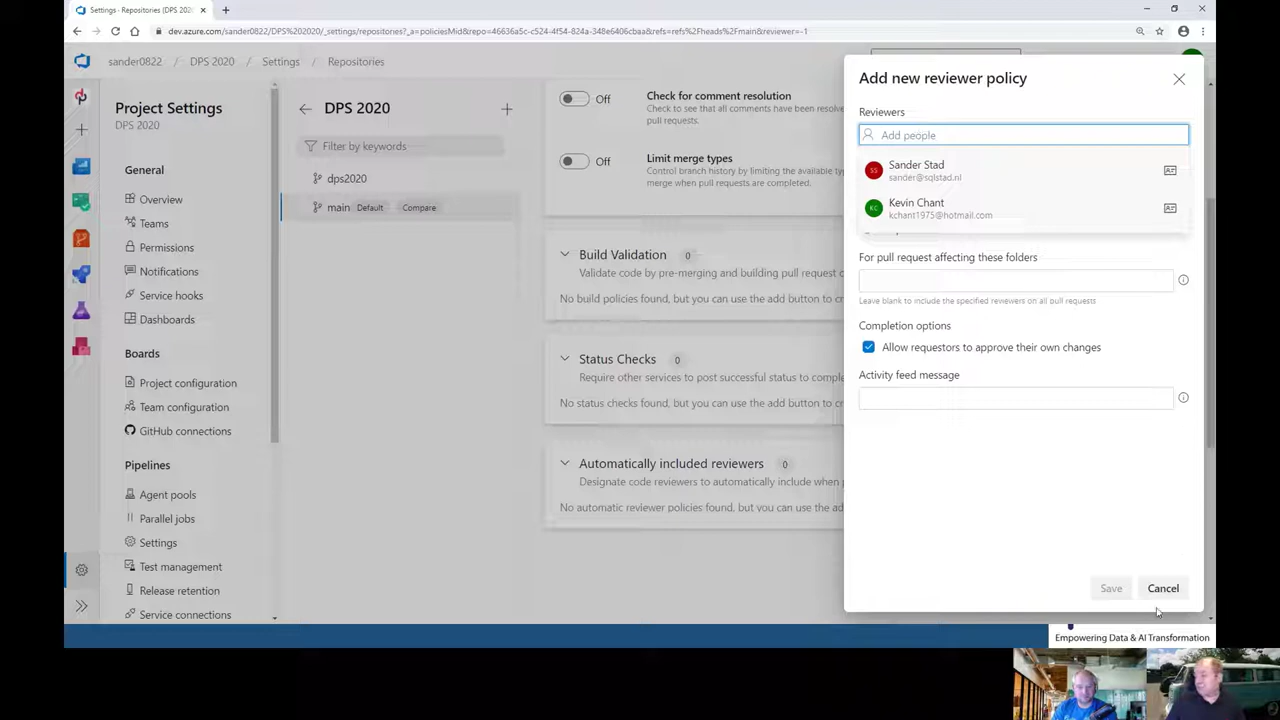 Settings · Repositories (DPS 20
dev.azure.com/sander0822/DPS%202020/_settings/repositories?_a=policiesMid&repo=46636a5c-c524-4f54-824a-348e6406cbaa&refs=refs%2Fheads%2Fmain&reviewer=-1
sander0822 / DPS 2020 / Settings / Repositories
Project Settings
DPS 2020
General
Overview
Teams
Permissions
Notifications
Service hooks
Dashboards
Boards
Project configuration
Team configuration
GitHub connections
Pipelines
Agent pools
Parallel jobs
Settings
Test management
Release retention
Service connections
DPS 2020
Filter by keywords
dps2020
main Default Compare
Off
Check for comment resolution
Check to see that all comments have been resolve
pull requests.
Off
Limit merge types
Control branch history by limiting the available typ
merge when pull requests are completed.
Build Validation 0
Validate code by pre-merging and building pull request c
No build policies found, but you can use the add button to cr
Status Checks 0
Require other services to post successful status to comple
No status checks found, but you can use the add button to c
Automatically included reviewers 0
Designate code reviewers to automatically include when p
No automatic reviewer policies found, but you can use the ad
Add new reviewer policy
Reviewers
Add people
SS
Sander Stad
sander@sqlstad.nl
KC
Kevin Chant
kchant1975@hotmail.com
For pull request affecting these folders
Leave blank to include the specified reviewers on all pull requests
Completion options
Allow requestors to approve their own changes
Activity feed message
Save
Cancel
Empowering Data & AI Transformation